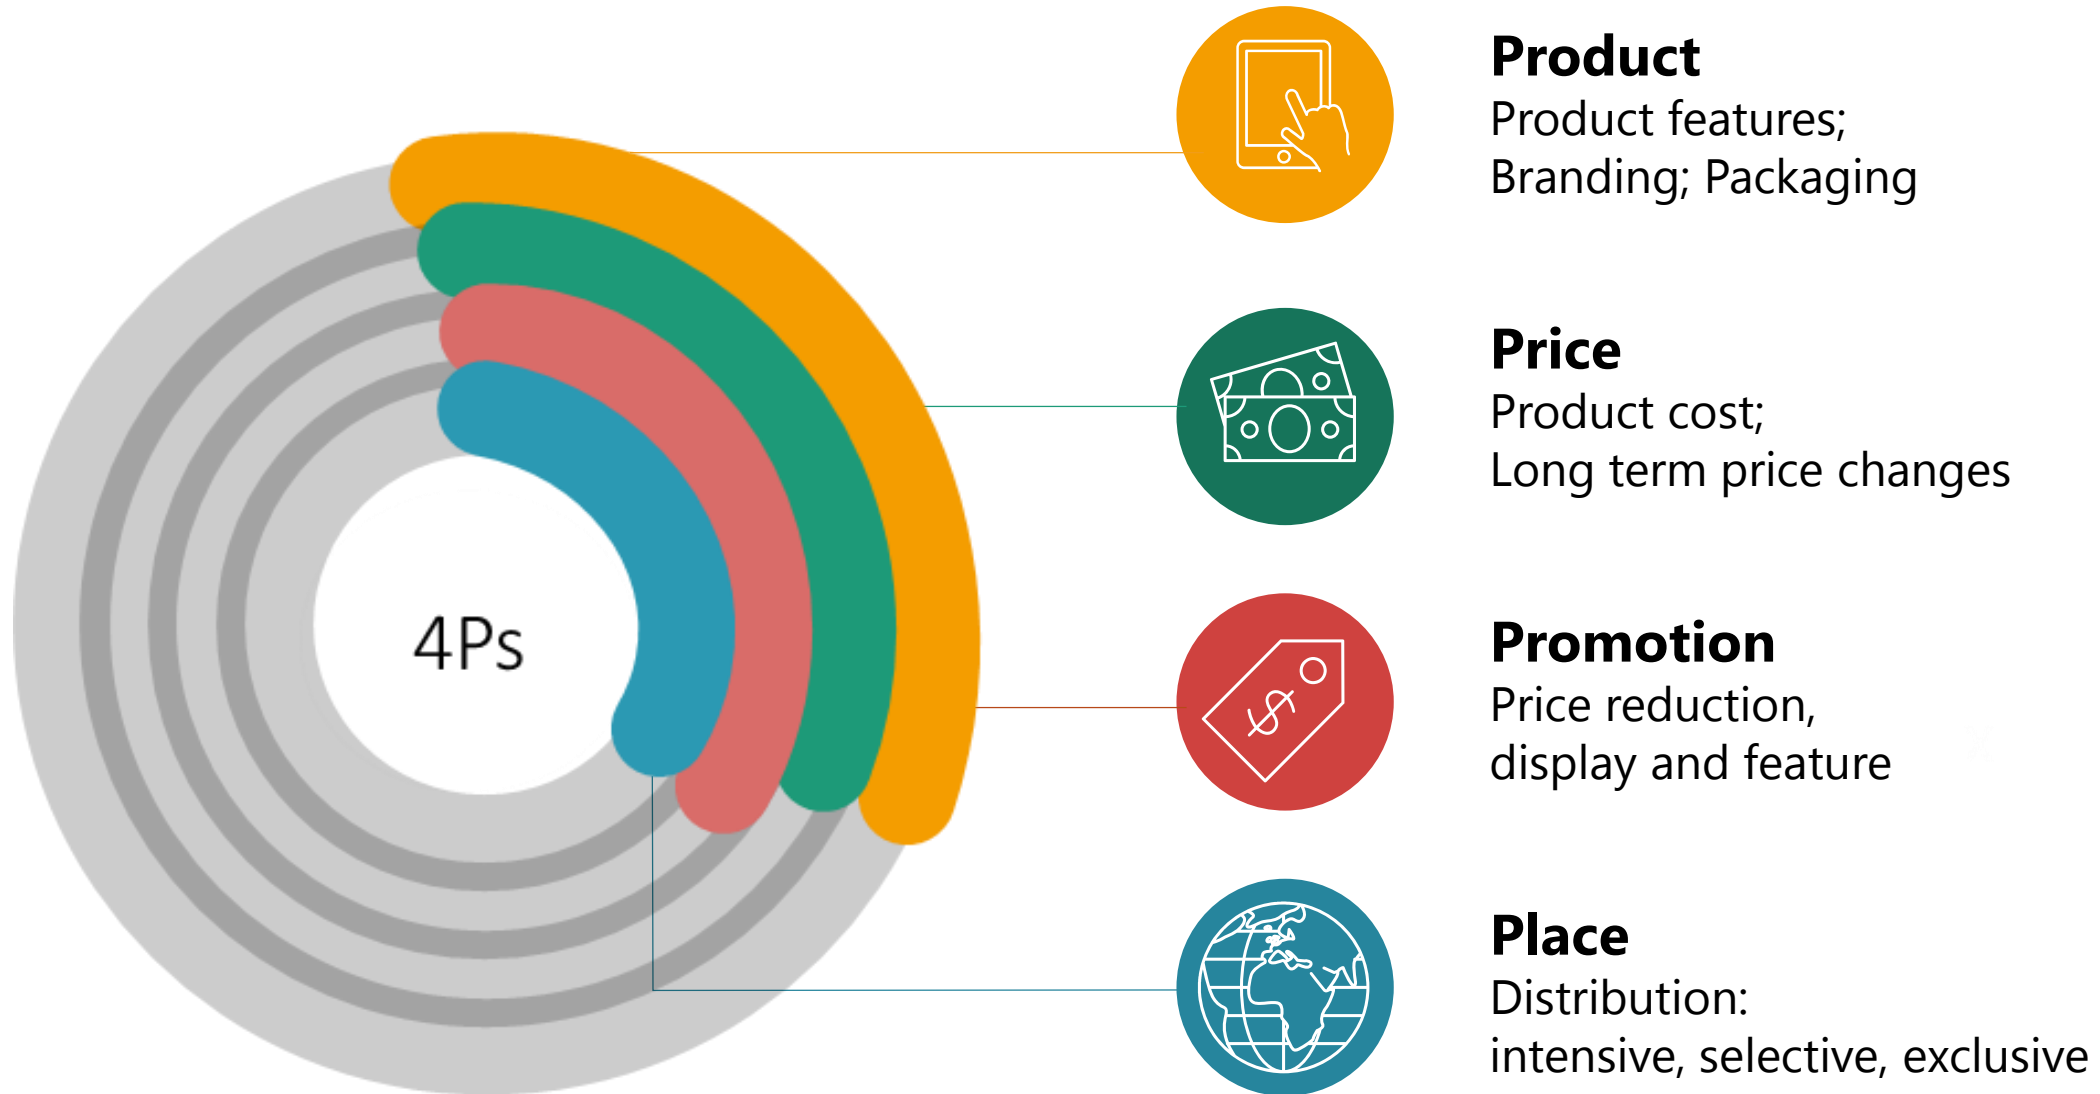 4Ps
Product
Product features;
Branding; Packaging
Price
Product cost;
Long term price changes
Promotion
Price reduction,
display and feature
Place
Distribution:
intensive, selective, exclusive